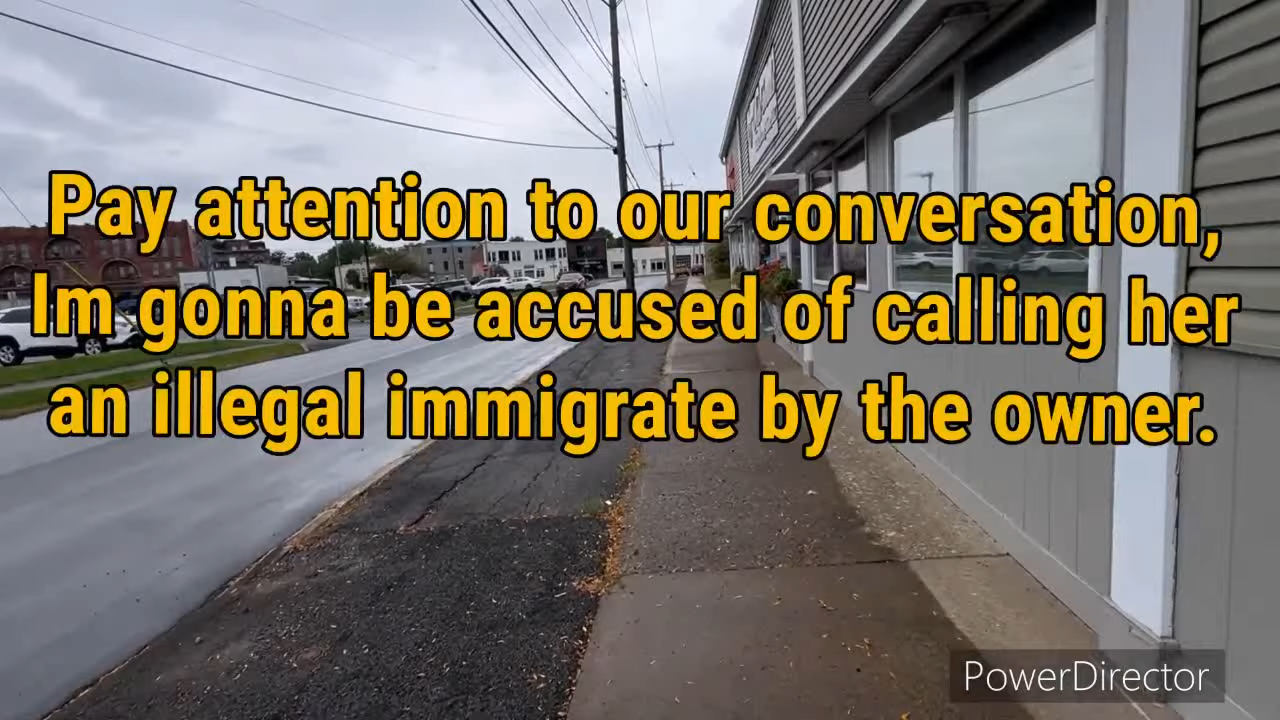 Pay attention to our conversation,
Im gonna be accused of calling her
an illegal immigrate by the owner.
PowerDirector